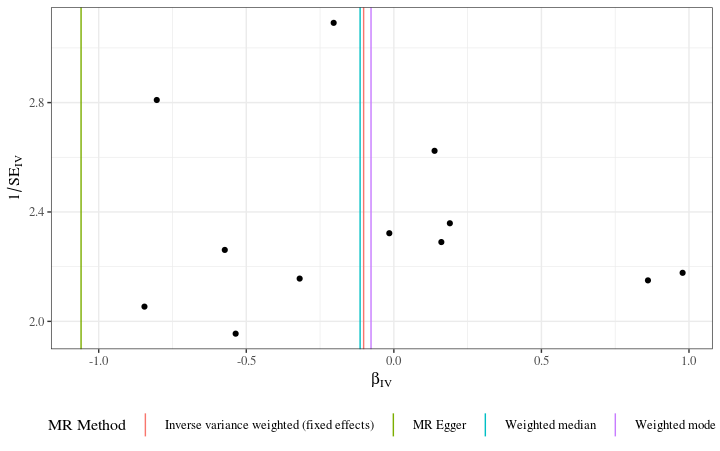 1/SE_IV
2.8
2.4
2.0
-1.0 -0.5 0.0 0.5 1.0
β_IV
MR Method Inverse variance weighted (fixed effects) MR Egger Weighted median Weighted mode